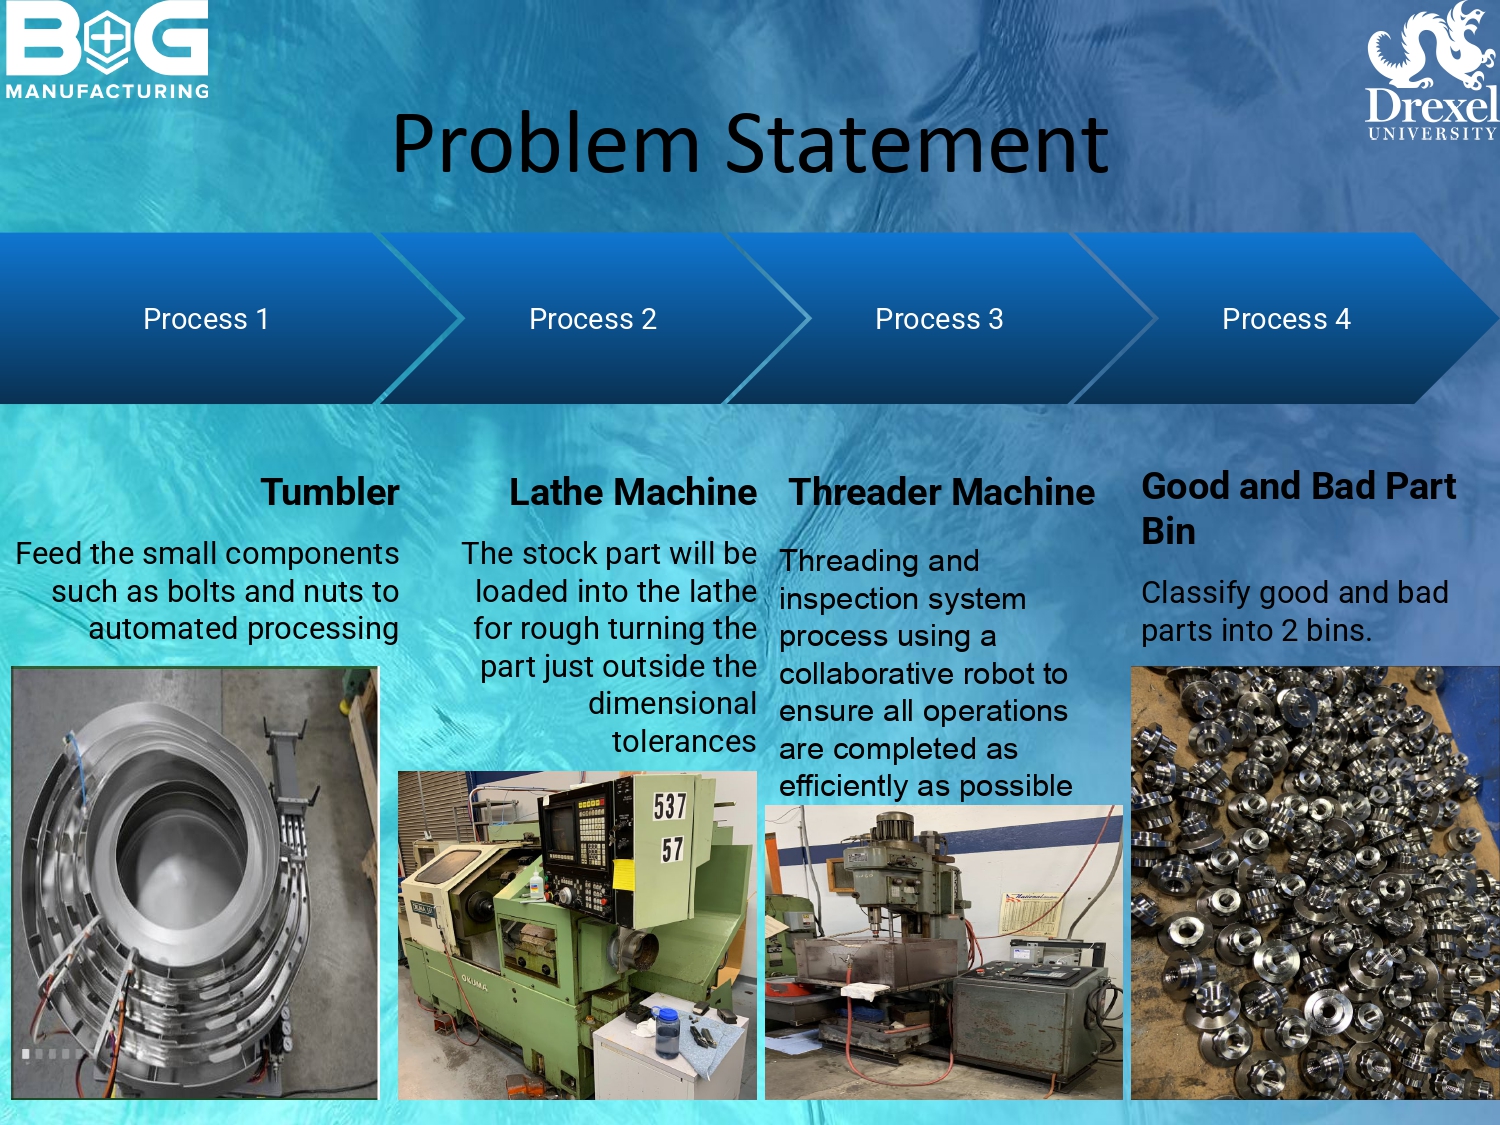 B+G
MANUFACTURING
Drexel
UNIVERSITY
Problem Statement
Process 1
Process 2
Process 3
Process 4
Tumbler
Feed the small components
such as bolts and nuts to
automated processing
Lathe Machine
The stock part will be
loaded into the lathe
for rough turning the
part just outside the
dimensional
tolerances
Threader Machine
Threading and
inspection system
process using a
collaborative robot to
ensure all operations
are completed as
efficiently as possible
Good and Bad Part
Bin
Classify good and bad
parts into 2 bins.
537
57
OKUMA
National